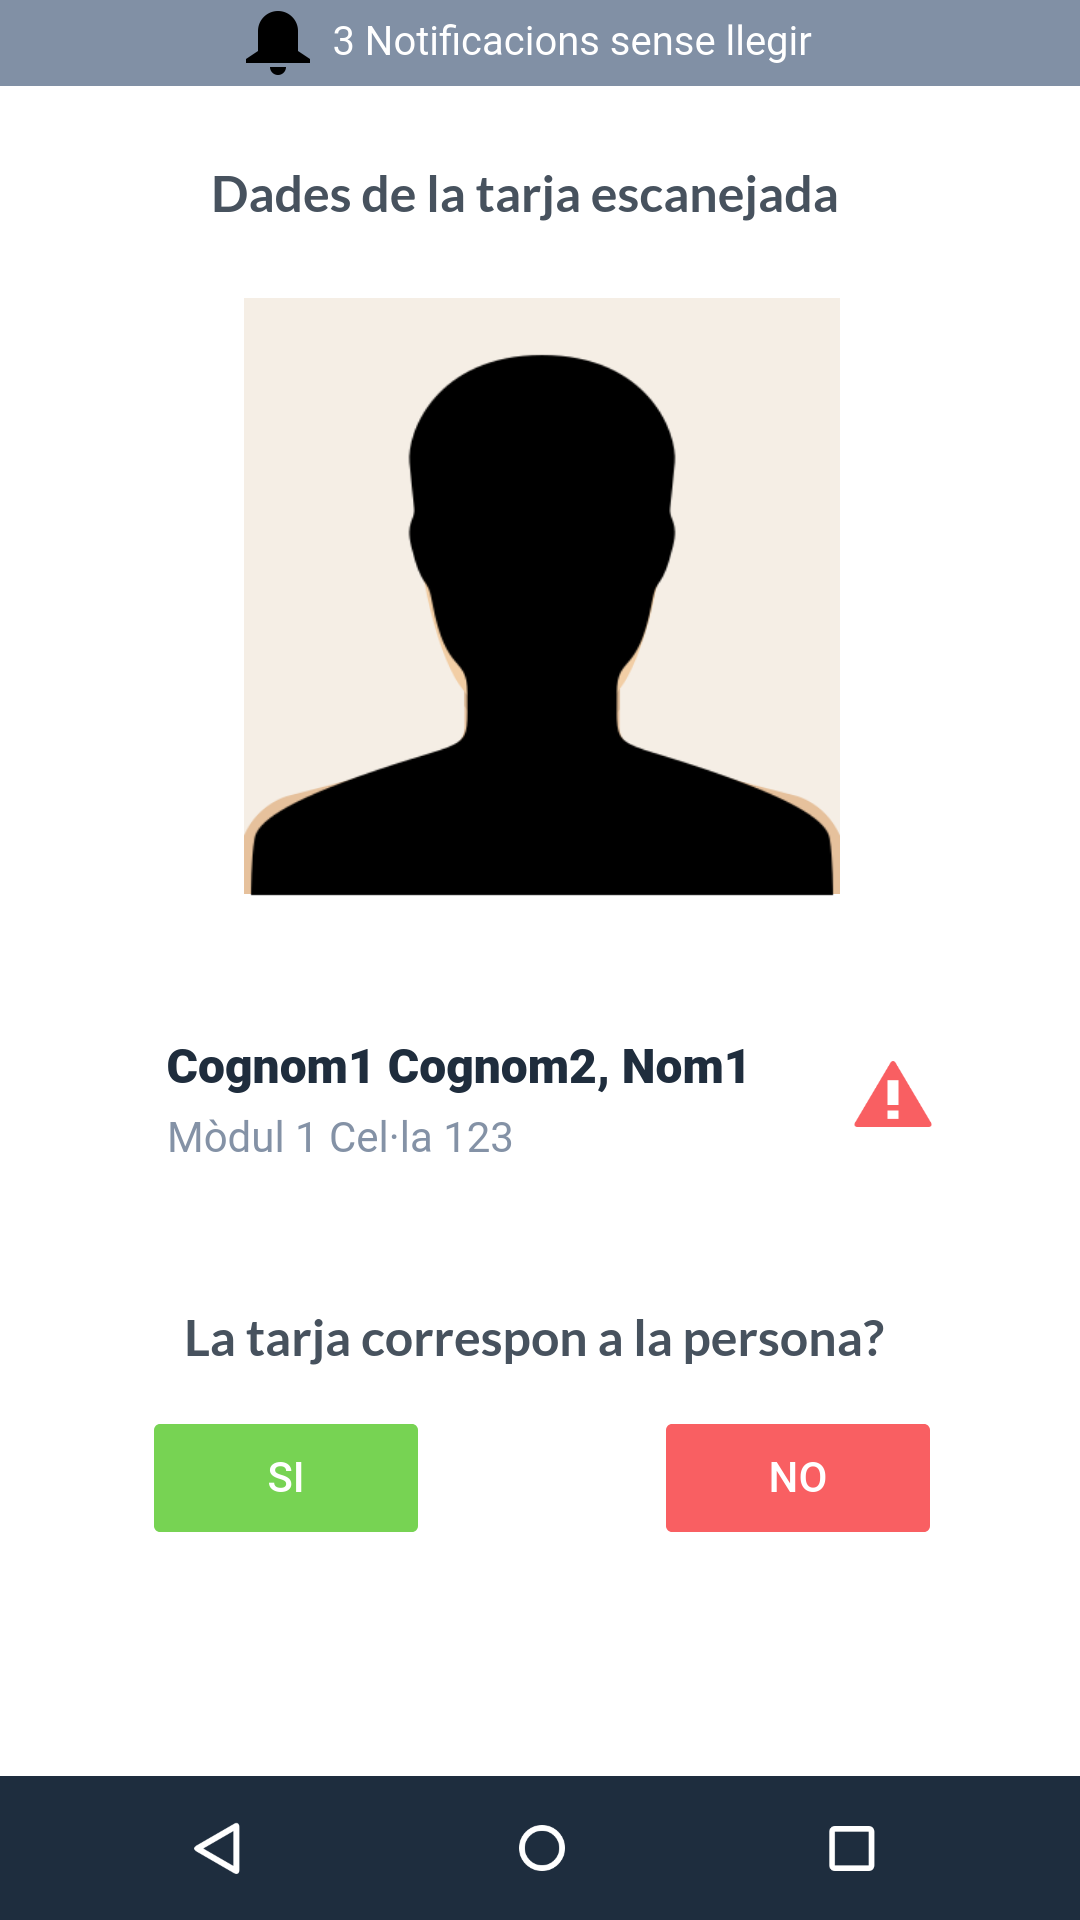 3 Notificacions sense llegir
Dades de la tarja escanejada
Cognom1 Cognom2, Nom1
Mòdul 1 Cel·la 123
La tarja correspon a la persona?
SI
NO